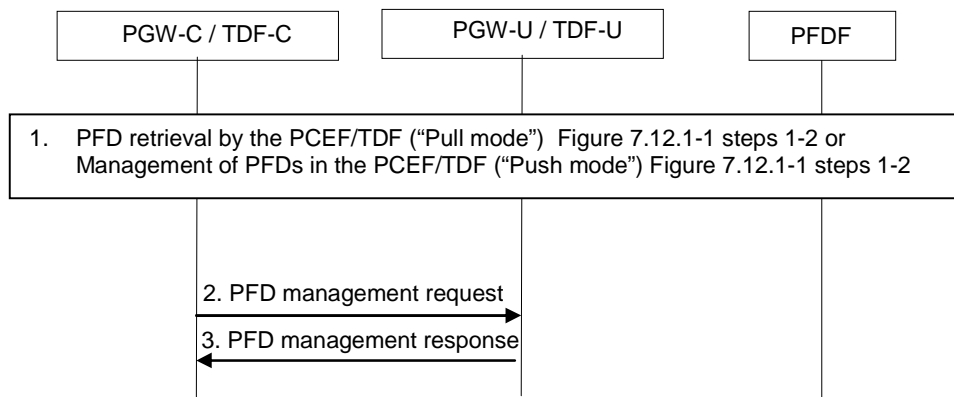 PGW-C / TDF-C
PGW-U / TDF-U
PFDF
1. PFD retrieval by the PCEF/TDF (“Pull mode”) Figure 7.12.1-1 steps 1-2 or
Management of PFDs in the PCEF/TDF (“Push mode”) Figure 7.12.1-1 steps 1-2
2. PFD management request
3. PFD management response